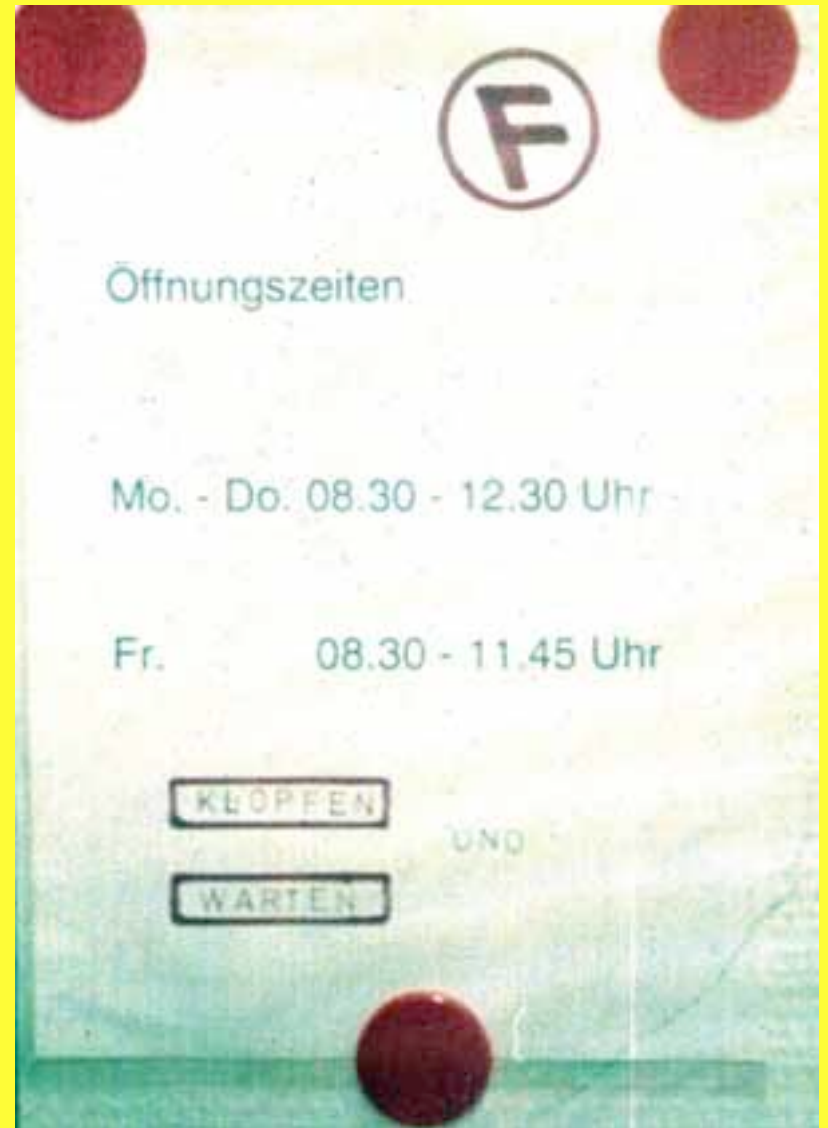 F
Öffnungszeiten
Mo. - Do. 08.30 - 12.30 Uhr
Fr. 08.30 - 11.45 Uhr
KLOPFEN
UND
WARTEN